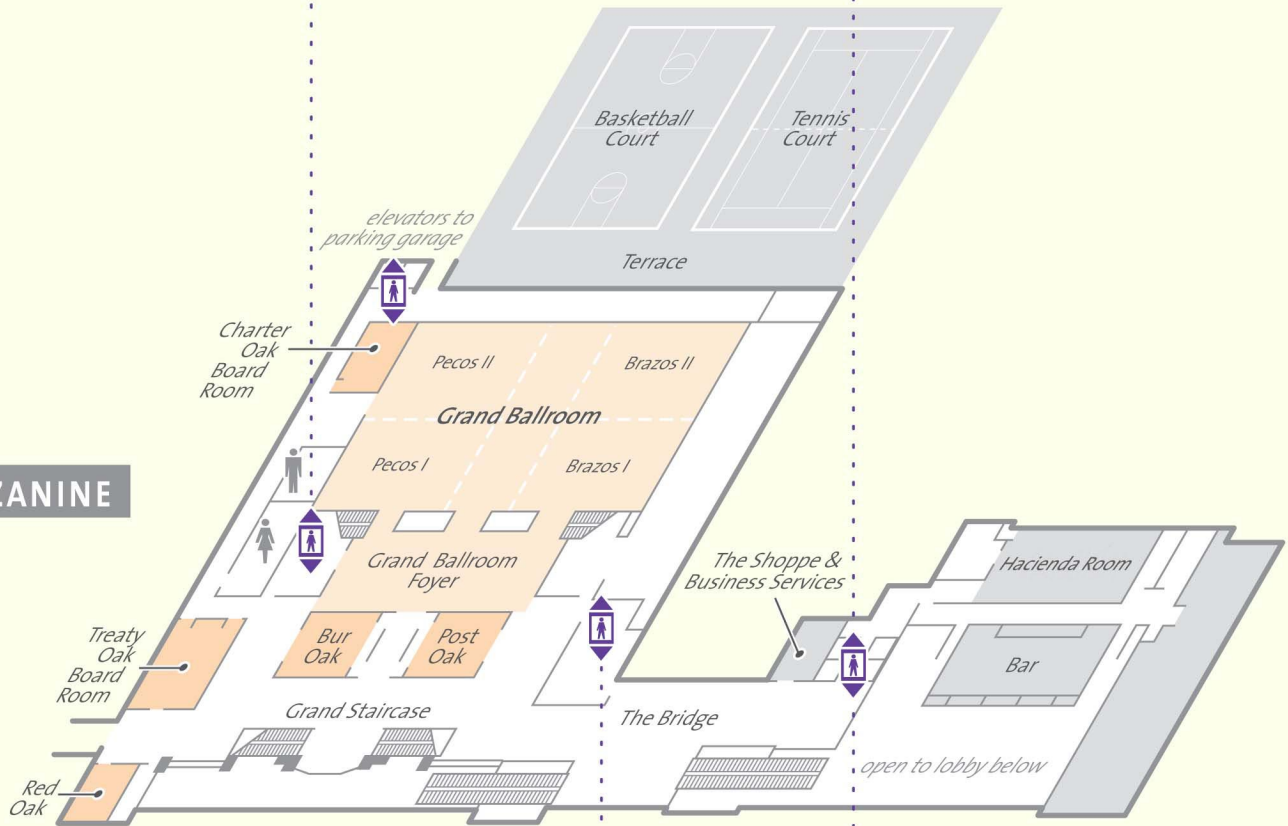 Basketball
Court
Tennis
Court
elevators to
parking garage
Terrace
Charter
Oak
Board
Room
Pecos II
Brazos II
Grand Ballroom
Pecos I
Brazos I
ZANINE
Grand Ballroom
Foyer
The Shoppe &
Business Services
Hacienda Room
Treaty
Oak
Board
Room
Bur
Oak
Post
Oak
Bar
Grand Staircase
The Bridge
open to lobby below
Red
Oak